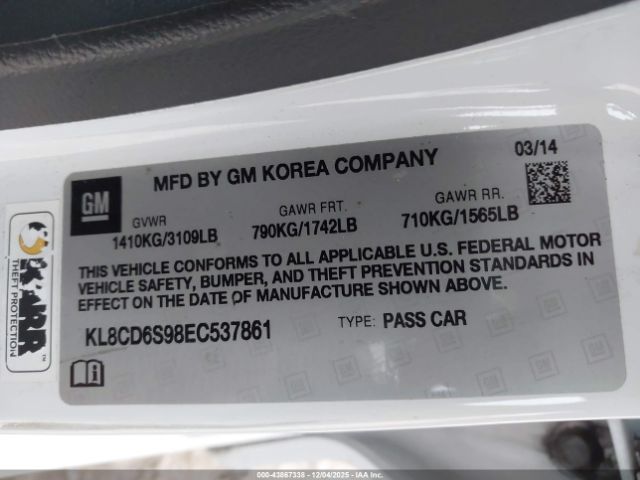 MFD BY GM KOREA COMPANY
03/14
GM
GVWR
1410KG/3109LB
GAWR FRT.
790KG/1742LB
GAWR RR.
710KG/1565LB
THIS VEHICLE CONFORMS TO ALL APPLICABLE U.S. FEDERAL MOTOR
VEHICLE SAFETY, BUMPER, AND THEFT PREVENTION STANDARDS IN
EFFECT ON THE DATE OF MANUFACTURE SHOWN ABOVE.
KL8CD6S98EC537861
TYPE: PASS CAR
KARR
THEFT PROTECTION
TM
000-43867338 - 12/04/2025 - IAA Inc.